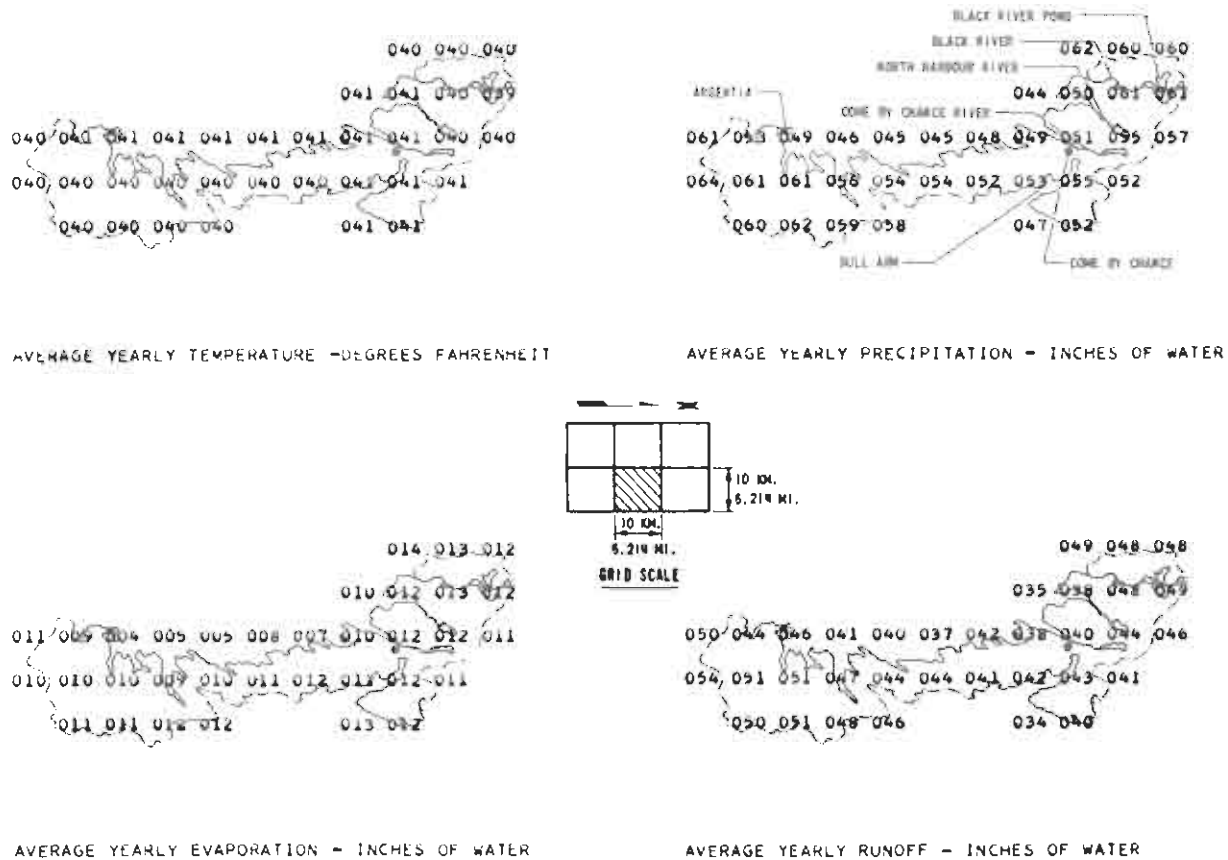 040 040 040
041 041 040 039
040 040 041 041 041 041 041 041 041 040 040
040 040 040 040 040 040 040 041 041 041
040 040 040 040 041 041
AVERAGE YEARLY TEMPERATURE -DEGREES FAHRENHEIT
BLACK RIVER POND
BLACK RIVER
062 060 060
NORTH HARBOUR RIVER
ARGENTIA
044 050 061 061
COME BY CHANCE RIVER
061 053 049 046 045 045 048 049 051 055 057
064 061 061 056 054 054 052 053 055 052
060 062 059 058 047 052
BULL ARM
COME BY CHANCE
AVERAGE YEARLY PRECIPITATION - INCHES OF WATER
10 KM.
6.214 MI.
10 KM.
6.214 MI.
GRID SCALE
014 013 012
010 012 013 012
011 009 004 005 005 008 007 010 012 012 011
010 010 010 009 010 011 012 011 012 011
011 011 012 012 013 012
AVERAGE YEARLY EVAPORATION - INCHES OF WATER
049 048 048
035 038 048 049
050 044 046 041 040 037 042 038 040 044 046
054 051 051 047 044 044 041 042 043 041
050 051 048 046 034 040
AVERAGE YEARLY RUNOFF - INCHES OF WATER